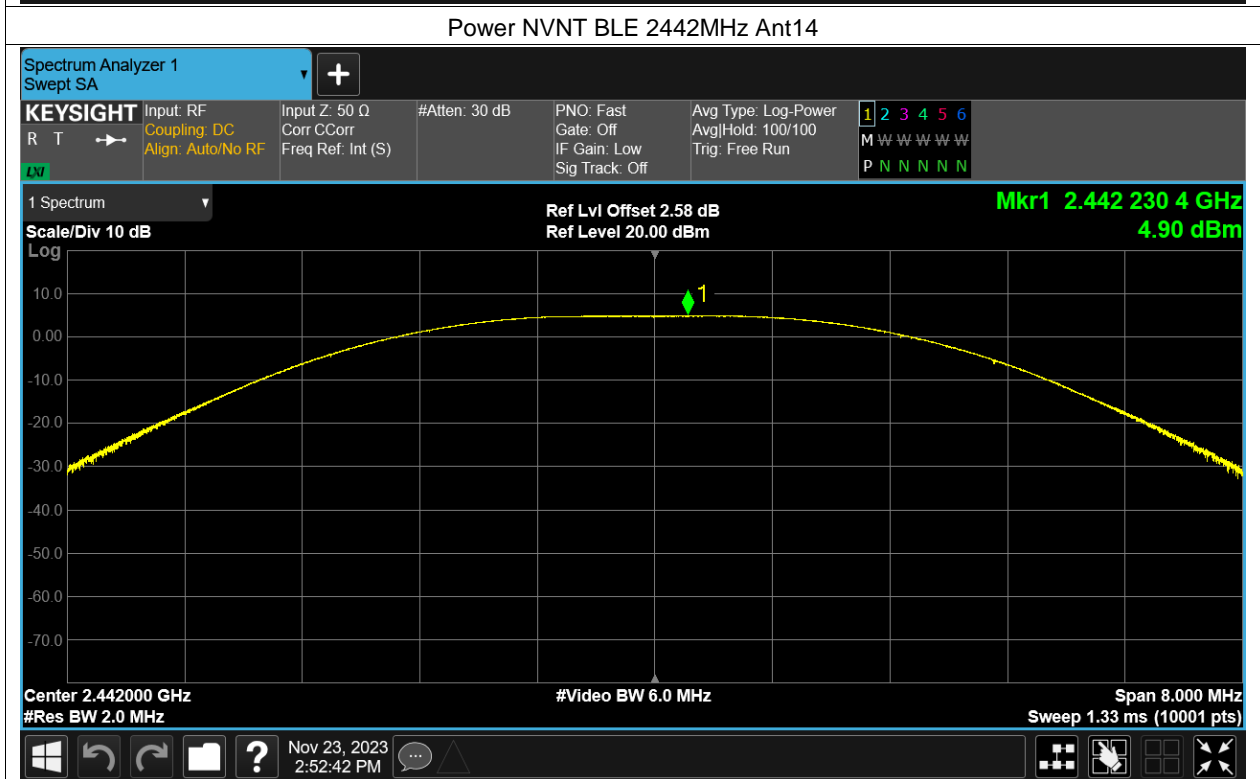 Power NVNT BLE 2442MHz Ant14
Spectrum Analyzer 1
Swept SA
KEYSIGHT
R T
LXI
Input: RF
Coupling: DC
Align: Auto/No RF
Input Z: 50 Ω
Corr CCorr
Freq Ref: Int (S)
#Atten: 30 dB
PNO: Fast
Gate: Off
IF Gain: Low
Sig Track: Off
Avg Type: Log-Power
Avg|Hold: 100/100
Trig: Free Run
1 2 3 4 5 6
M W W W W W
P N N N N N
1 Spectrum
Scale/Div 10 dB
Log
Ref Lvl Offset 2.58 dB
Ref Level 20.00 dBm
Mkr1 2.442 230 4 GHz
4.90 dBm
1
10.0
0.00
-10.0
-20.0
-30.0
-40.0
-50.0
-60.0
-70.0
Center 2.442000 GHz
#Res BW 2.0 MHz
#Video BW 6.0 MHz
Span 8.000 MHz
Sweep 1.33 ms (10001 pts)
?
Nov 23, 2023
2:52:42 PM